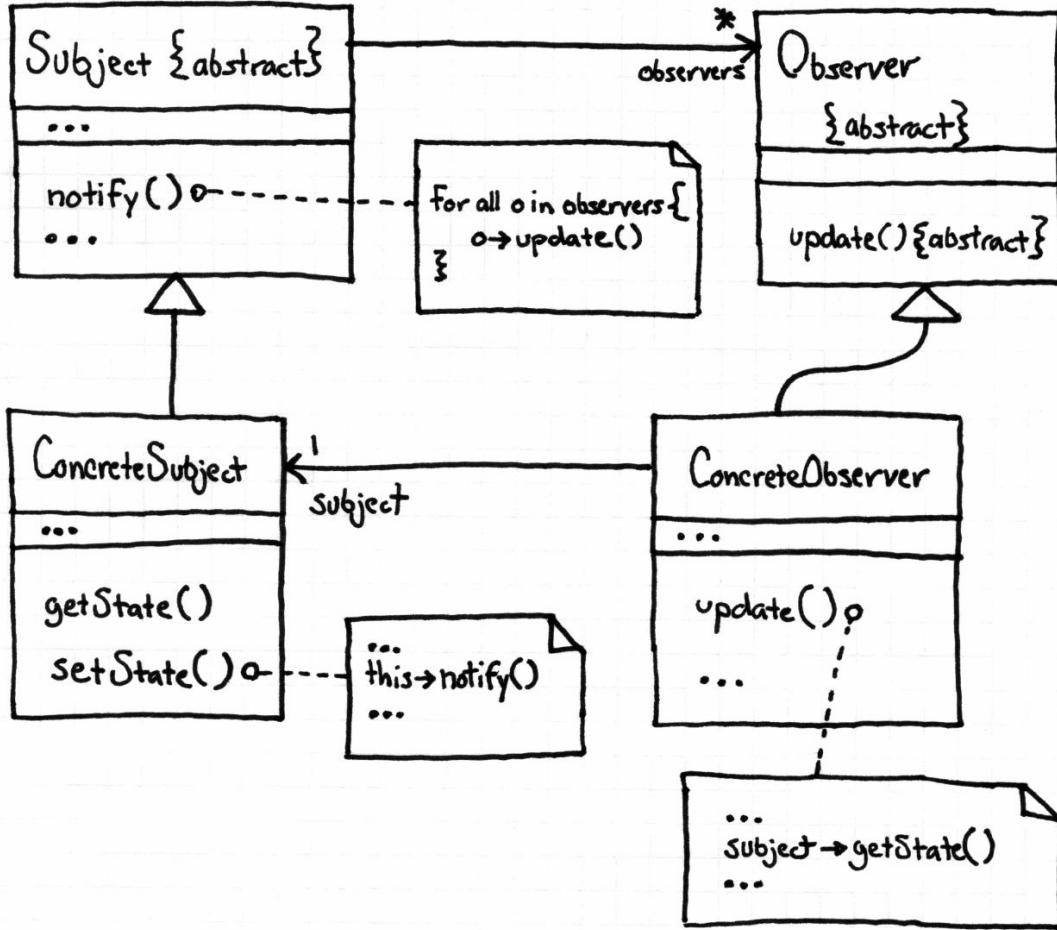 Subject {abstract}
...
notify()
...
*
observers
Observer
{abstract}
update() {abstract}
for all o in observers {
o→update()
}
ConcreteSubject
...
getState()
setState()
1
subject
ConcreteObserver
...
update()
...
...
this→notify()
...
...
subject→getState()
...